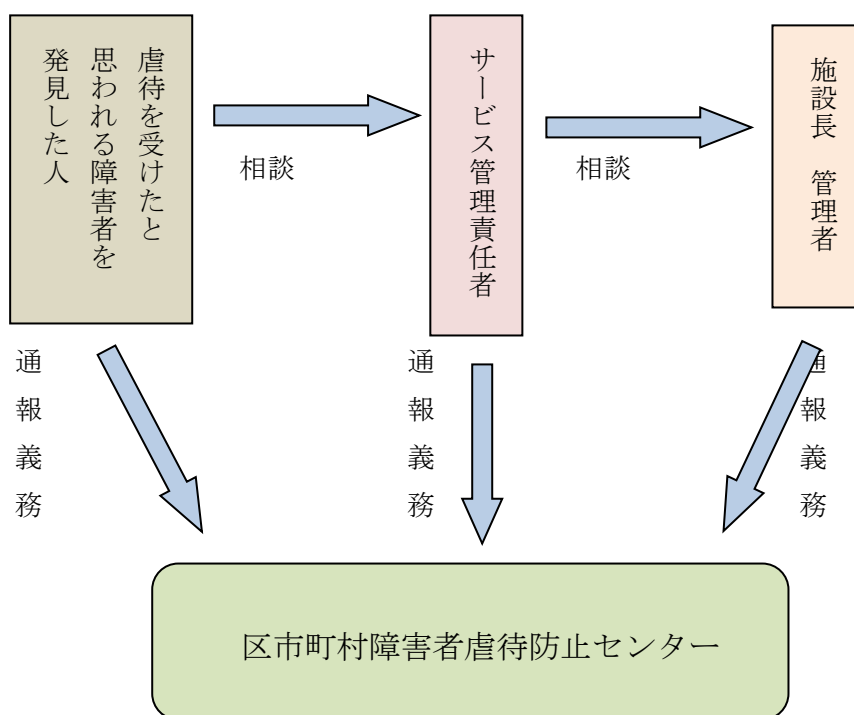 虐待を受けたと
思われる障害者を
発見した人
相談
サービス管理責任者
相談
施設長 管理者
通報義務
通報義務
通報義務
区市町村障害者虐待防止センター